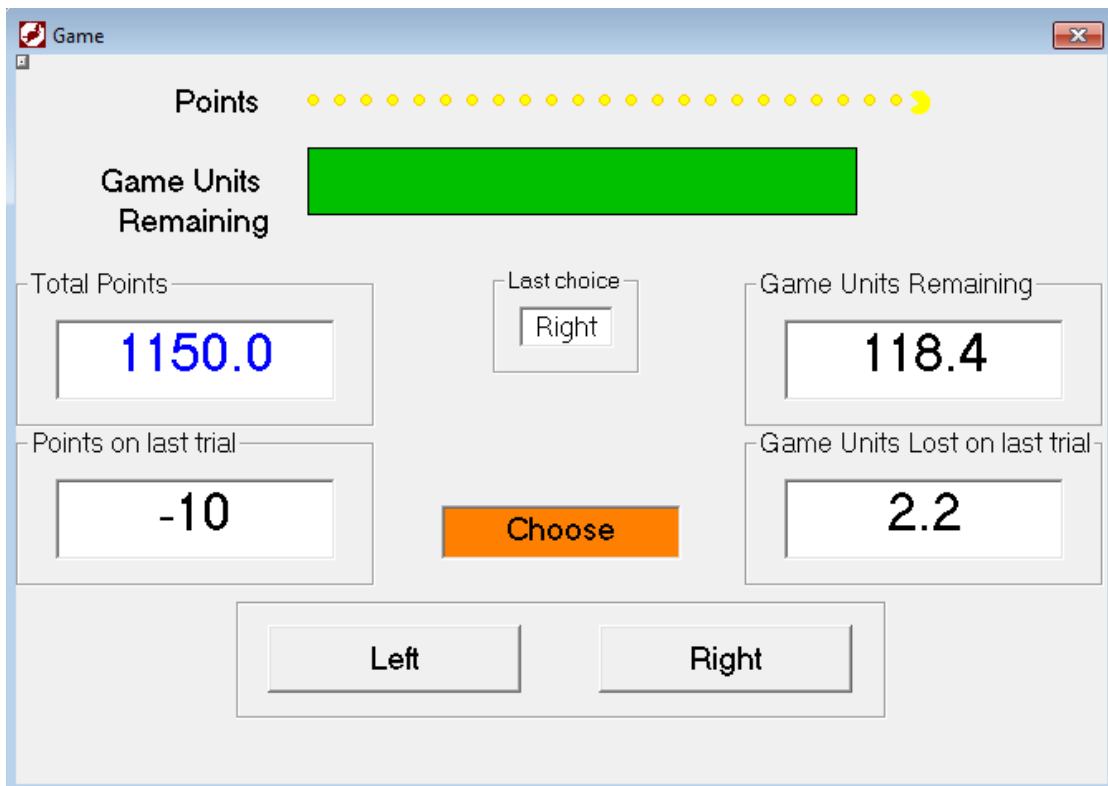 Game
Points
Game Units
Remaining
Total Points
1150.0
Last choice
Right
Game Units Remaining
118.4
Points on last trial
-10
Choose
Game Units Lost on last trial
2.2
Left
Right